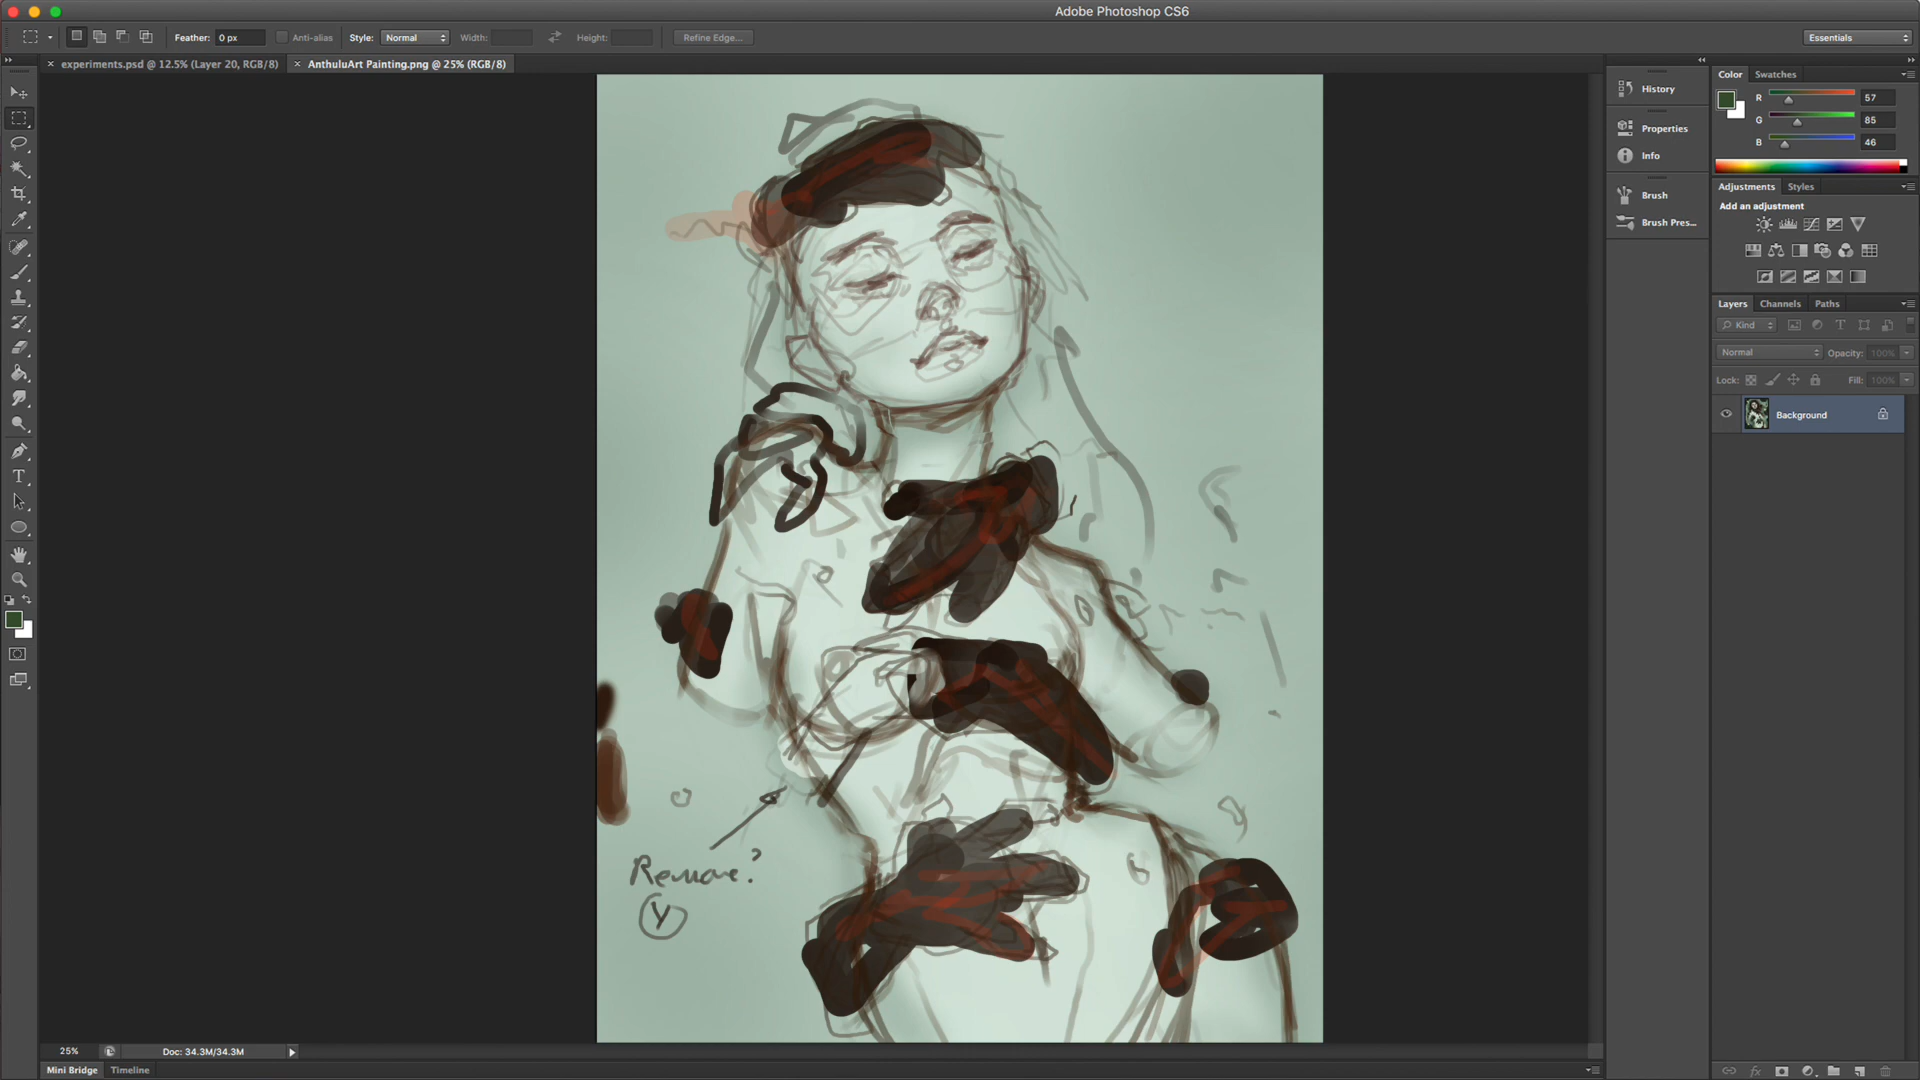 Adobe Photoshop CS6
Feather: 0 px Anti-alias Style: Normal Width: Height: Refine Edge... Essentials
experiments.psd @ 12.5% (Layer 20, RGB/8) AnthuluArt Painting.png @ 25% (RGB/8)
History
Properties
Info
Brush
Brush Pres...
Color Swatches
R 57
G 85
B 46
Adjustments Styles
Add an adjustment
Layers Channels Paths
Kind
Normal Opacity: 100%
Lock: Fill: 100%
Background
Remove?
Y
25% Doc: 34.3M/34.3M
Mini Bridge Timeline